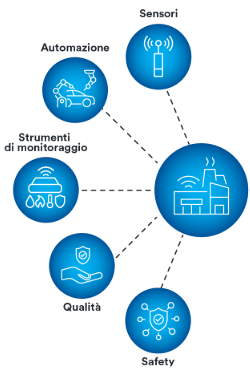 Sensori
Automazione
Strumenti
di monitoraggio
Qualità
Safety